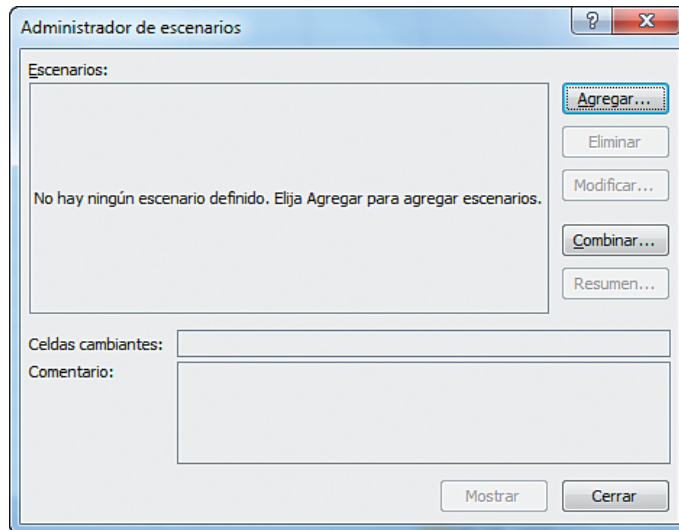 Administrador de escenarios
?
X
Escenarios:
No hay ningún escenario definido. Elija Agregar para agregar escenarios.
Agregar...
Eliminar
Modificar...
Combinar...
Resumen...
Celdas cambiantes:
Comentario:
Mostrar
Cerrar